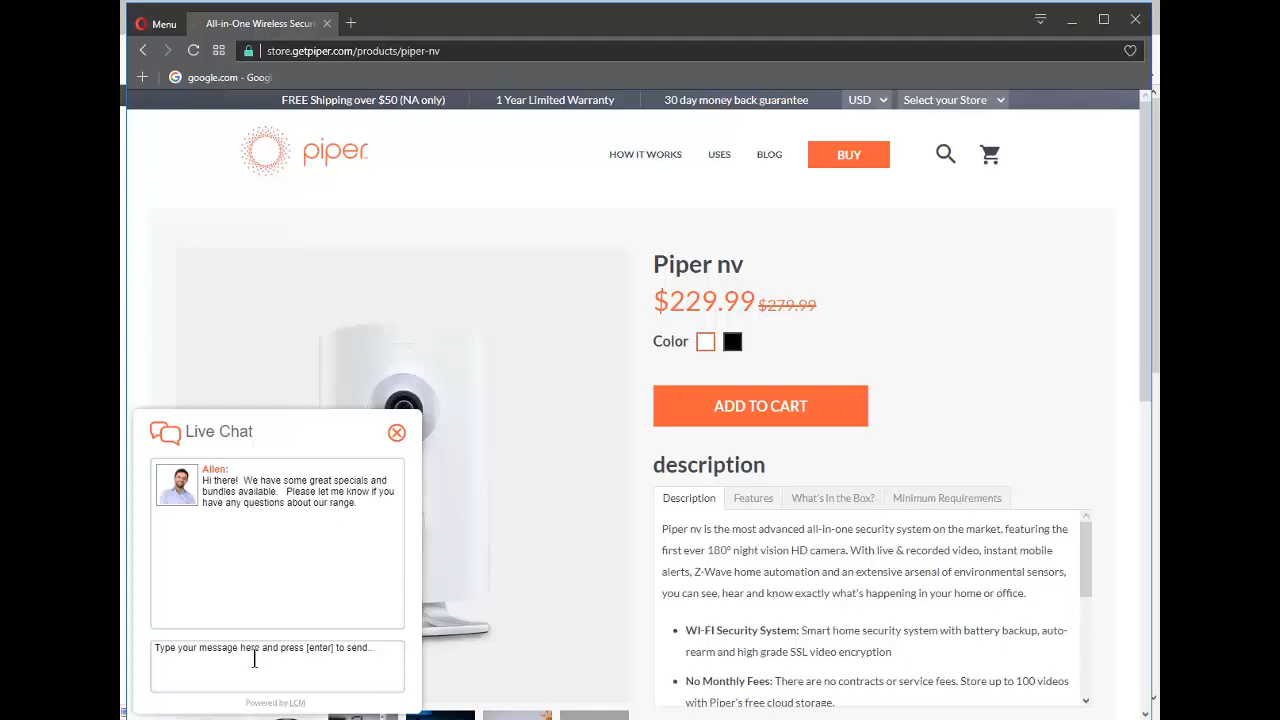 Menu
All-in-One Wireless Securi
store.getpiper.com/products/piper-nv
google.com - Googl
FREE Shipping over $50 (NA only)
1 Year Limited Warranty
30 day money back guarantee
USD
Select your Store
piper
HOW IT WORKS
USES
BLOG
BUY
Piper nv
$229.99 $279.99
Color
ADD TO CART
description
Description
Features
What's In the Box?
Minimum Requirements
Piper nv is the most advanced all-in-one security system on the market, featuring the
first ever 180° night vision HD camera. With live & recorded video, instant mobile
alerts, Z-Wave home automation and an extensive arsenal of environmental sensors,
you can see, hear and know exactly what's happening in your home or office.
WI-FI Security System: Smart home security system with battery backup, auto-
rearm and high grade SSL video encryption
No Monthly Fees: There are no contracts or service fees. Store up to 100 videos
with Piper's free cloud storage.
Live Chat
Allen:
Hi there! We have some great specials and
bundles available. Please let me know if you
have any questions about our range.
Type your message here and press [enter] to send...
Powered by LCM